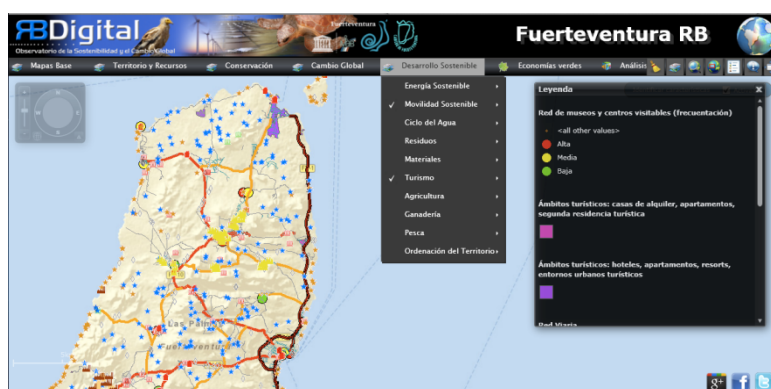 RBDigital
Observatorio de la Sostenibilidad y el Cambio Global
Fuerteventura
Fuerteventura RB
Mapas Base
Territorio y Recursos
Conservación
Cambio Global
Desarrollo Sostenible
Economías verdes
Análisis
Energía Sostenible
Movilidad Sostenible
Ciclo del Agua
Residuos
Materiales
Turismo
Agricultura
Ganadería
Pesca
Ordenación del Territorio
Leyenda
X
Red de museos y centros visitables (frecuentación)
<all other values>
Alta
Media
Baja
Ámbitos turísticos: casas de alquiler, apartamentos,
segunda residencia turística
Ámbitos turísticos: hoteles, apartamentos, resorts,
entornos urbanos turísticos
Red Viaria
Las Palmas
Fuerteventura
g+
f